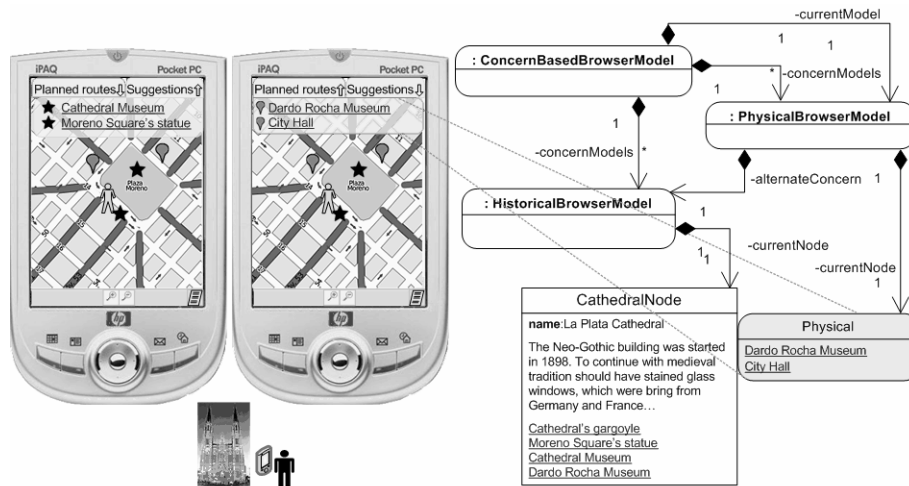 iPAQ Pocket PC
Planned routes⇩ Suggestions⇧
Cathedral Museum
Moreno Square's statue
Plaza
Moreno
hp
iPAQ Pocket PC
Planned routes⇧ Suggestions⇩
Dardo Rocha Museum
City Hall
Plaza
Moreno
hp
-currentModel
1
1
: ConcernBasedBrowserModel
*
-concernModels
1
1
: PhysicalBrowserModel
-concernModels
*
-alternateConcern
1
: HistoricalBrowserModel
1
-currentNode
1
1
-currentNode
1
CathedralNode
name:La Plata Cathedral
The Neo-Gothic building was started
in 1898. To continue with medieval
tradition should have stained glass
windows, which were bring from
Germany and France…
Cathedral's gargoyle
Moreno Square's statue
Cathedral Museum
Dardo Rocha Museum
Physical
Dardo Rocha Museum
City Hall